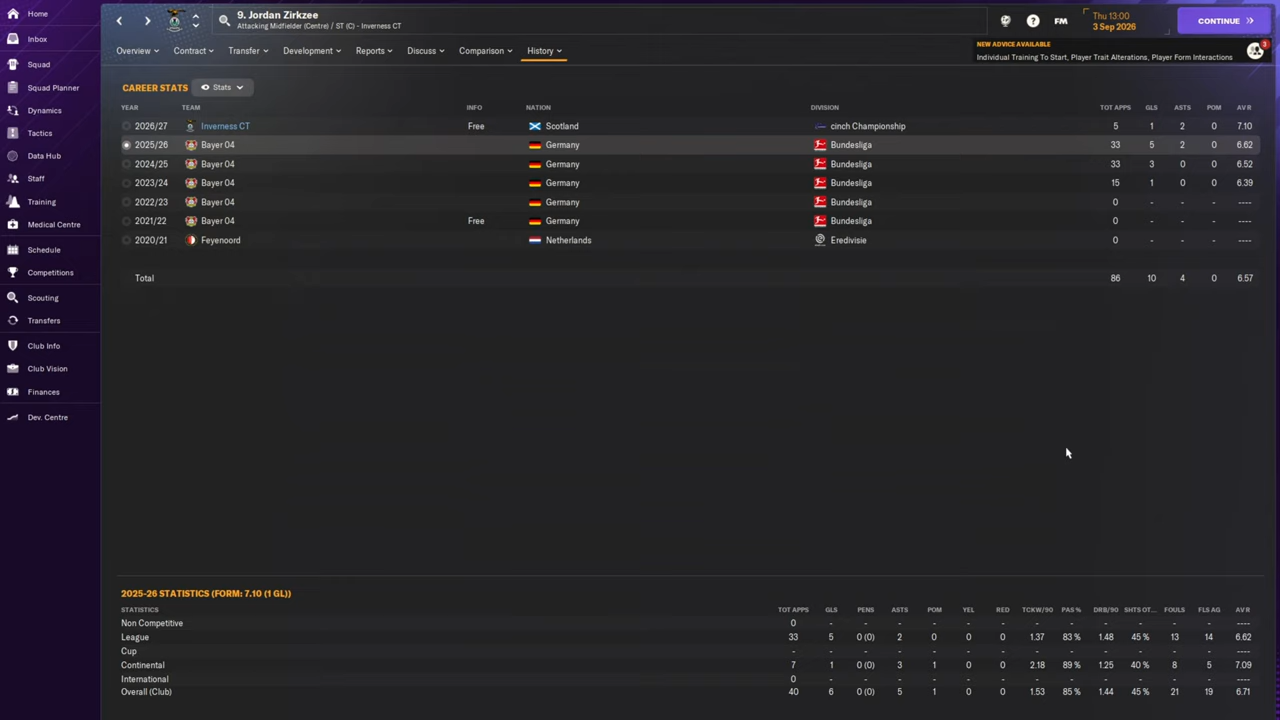 Home
Inbox
Squad
Squad Planner
Dynamics
Tactics
Data Hub
Staff
Training
Medical Centre
Schedule
Competitions
Scouting
Transfers
Club Info
Club Vision
Finances
Dev. Centre
9. Jordan Zirkzee
Attacking Midfielder (Centre) / ST (C) - Inverness CT
? FM
Thu 13:00
3 Sep 2026
CONTINUE
Overview Contract Transfer Development Reports Discuss Comparison History
NEW ADVICE AVAILABLE
Individual Training To Start, Player Trait Alterations, Player Form Interactions
3
CAREER STATS Stats
YEAR TEAM INFO NATION DIVISION TOT APPS GLS ASTS POM AV R
2026/27 Inverness CT Free Scotland cinch Championship 5 1 2 0 7.10
2025/26 Bayer 04 Germany Bundesliga 33 5 2 0 6.62
2024/25 Bayer 04 Germany Bundesliga 33 3 0 0 6.52
2023/24 Bayer 04 Germany Bundesliga 15 1 0 0 6.39
2022/23 Bayer 04 Germany Bundesliga 0 - - - ----
2021/22 Bayer 04 Free Germany Bundesliga 0 - - - ----
2020/21 Feyenoord Netherlands Eredivisie 0 - - - ----
Total 86 10 4 0 6.57
2025-26 STATISTICS (FORM: 7.10 (1 GL))
STATISTICS TOT APPS GLS PENS ASTS POM YEL RED TCKW/90 PAS % DRB/90 SHTS OT... FOULS FLS AG AV R
Non Competitive 0 - - - - - - - - - - - - ----
League 33 5 0 (0) 2 0 0 0 1.37 83 % 1.48 45 % 13 14 6.62
Cup - - - - - - - - - - - - - ----
Continental 7 1 0 (0) 3 1 0 0 2.18 89 % 1.25 40 % 8 5 7.09
International 0 - - - - - - - - - - - - ----
Overall (Club) 40 6 0 (0) 5 1 0 0 1.53 85 % 1.44 45 % 21 19 6.71